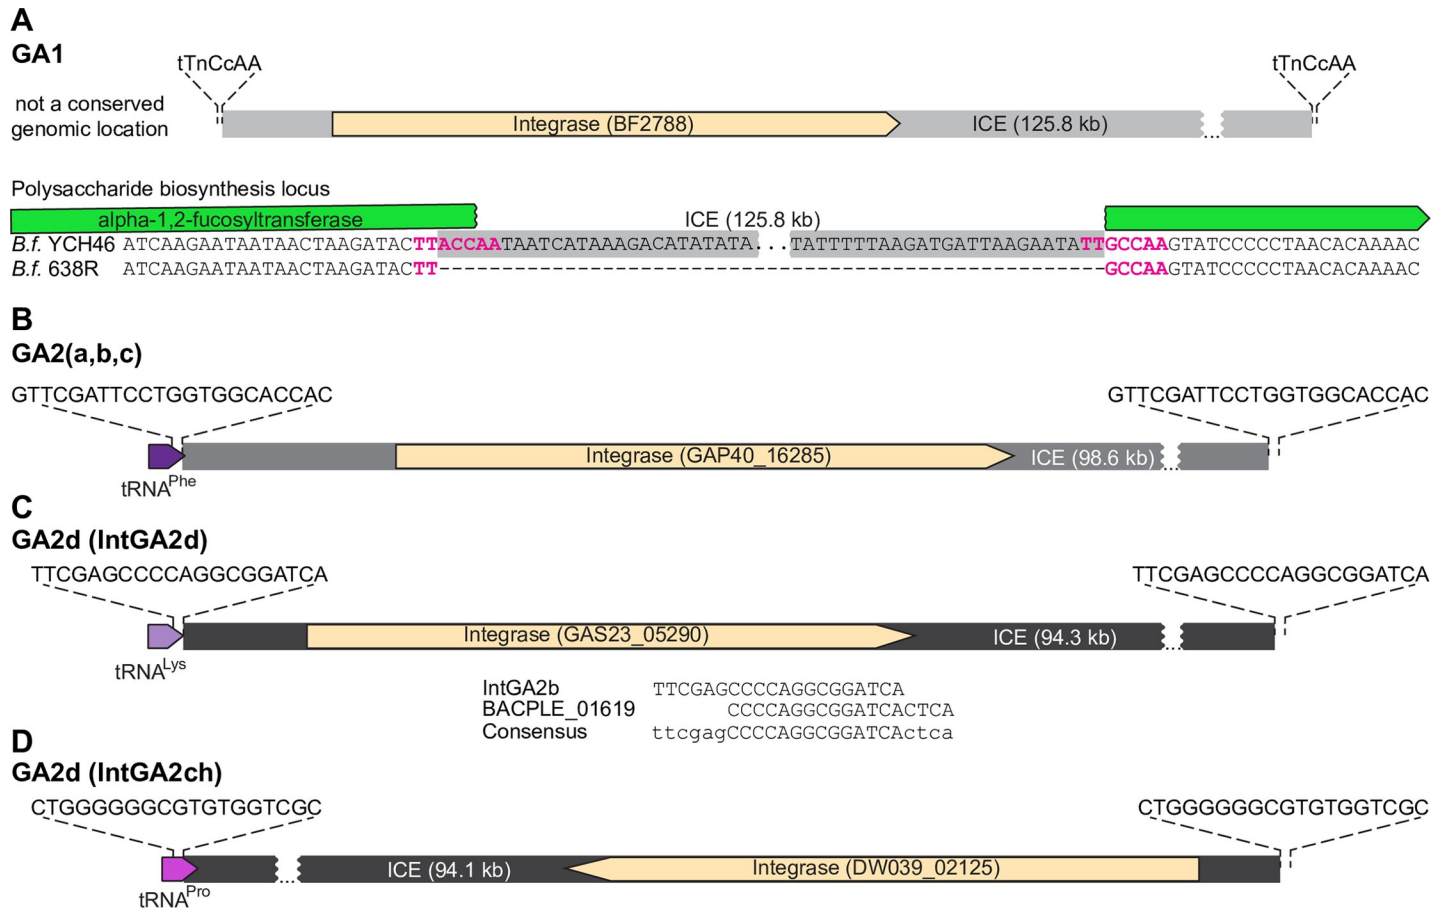 A
GA1
tTnCcAA tTnCcAA
not a conserved
genomic location
Integrase (BF2788) ICE (125.8 kb) ...
Polysaccharide biosynthesis locus
alpha-1,2-fucosyltransferase ICE (125.8 kb)
B.f. YCH46 ATCAAGAATAATAACTAAGATACTTACCAATAATCATAAAGACATATATA...TATTTTTAAGATGATTAAGAATATTGCCAAGTATCCCCCTAACACAAAAC
B.f. 638R ATCAAGAATAATAACTAAGATACTT--------------------------------------------------------GCCAAGTATCCCCCTAACACAAAAC
B
GA2(a,b,c)
GTTCGATTCCTGGTGGCACCAC GTTCGATTCCTGGTGGCACCAC
Integrase (GAP40_16285) ICE (98.6 kb) ...
tRNAPhe
C
GA2d (IntGA2d)
TTCGAGCCCCAGGCGGATCA TTCGAGCCCCAGGCGGATCA
Integrase (GAS23_05290) ICE (94.3 kb) ...
tRNALys
IntGA2b TTCGAGCCCCAGGCGGATCA
BACPLE_01619 CCCCAGGCGGATCACTCA
Consensus ttcgagCCCCAGGCGGATCActca
D
GA2d (IntGA2ch)
CTGGGGGGCGTGTGGTCGC CTGGGGGGCGTGTGGTCGC
... ICE (94.1 kb) Integrase (DW039_02125)
tRNAPro